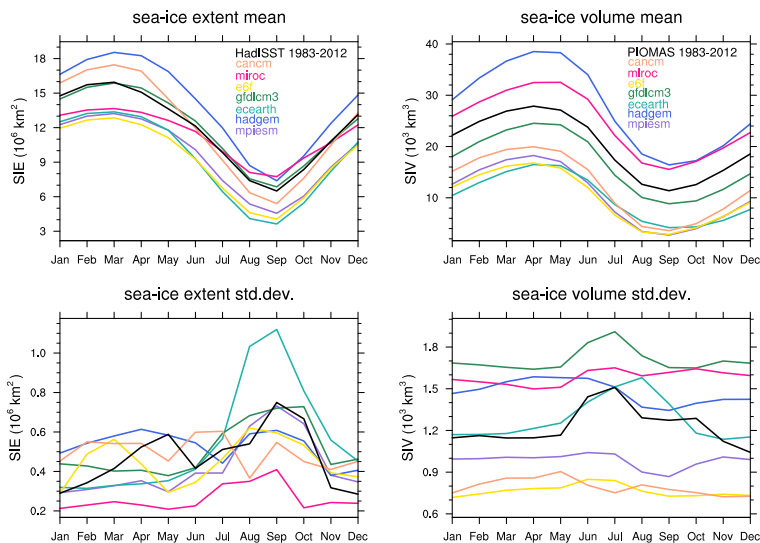 sea-ice extent mean
SIE (10⁶ km²)
18
15
12
9
6
3
HadISST 1983-2012
cancm
miroc
e6f
gfdlcm3
ecearth
hadgem
mpiesm
Jan Feb Mar Apr May Jun Jul Aug Sep Oct Nov Dec
sea-ice volume mean
SIV (10³ km³)
40
30
20
10
PIOMAS 1983-2012
cancm
miroc
e6f
gfdlcm3
ecearth
hadgem
mpiesm
Jan Feb Mar Apr May Jun Jul Aug Sep Oct Nov Dec
sea-ice extent std.dev.
SIE (10⁶ km²)
1.0
0.8
0.6
0.4
0.2
Jan Feb Mar Apr May Jun Jul Aug Sep Oct Nov Dec
sea-ice volume std.dev.
SIV (10³ km³)
1.8
1.5
1.2
0.9
0.6
Jan Feb Mar Apr May Jun Jul Aug Sep Oct Nov Dec